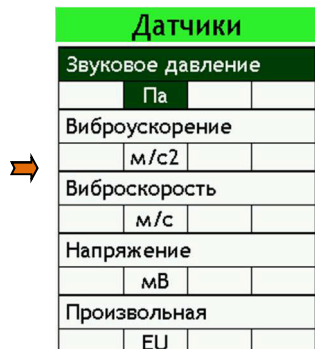 Датчики
Звуковое давление
Па
Виброускорение
м/с2
Виброскорость
м/с
Напряжение
мВ
Произвольная
EU